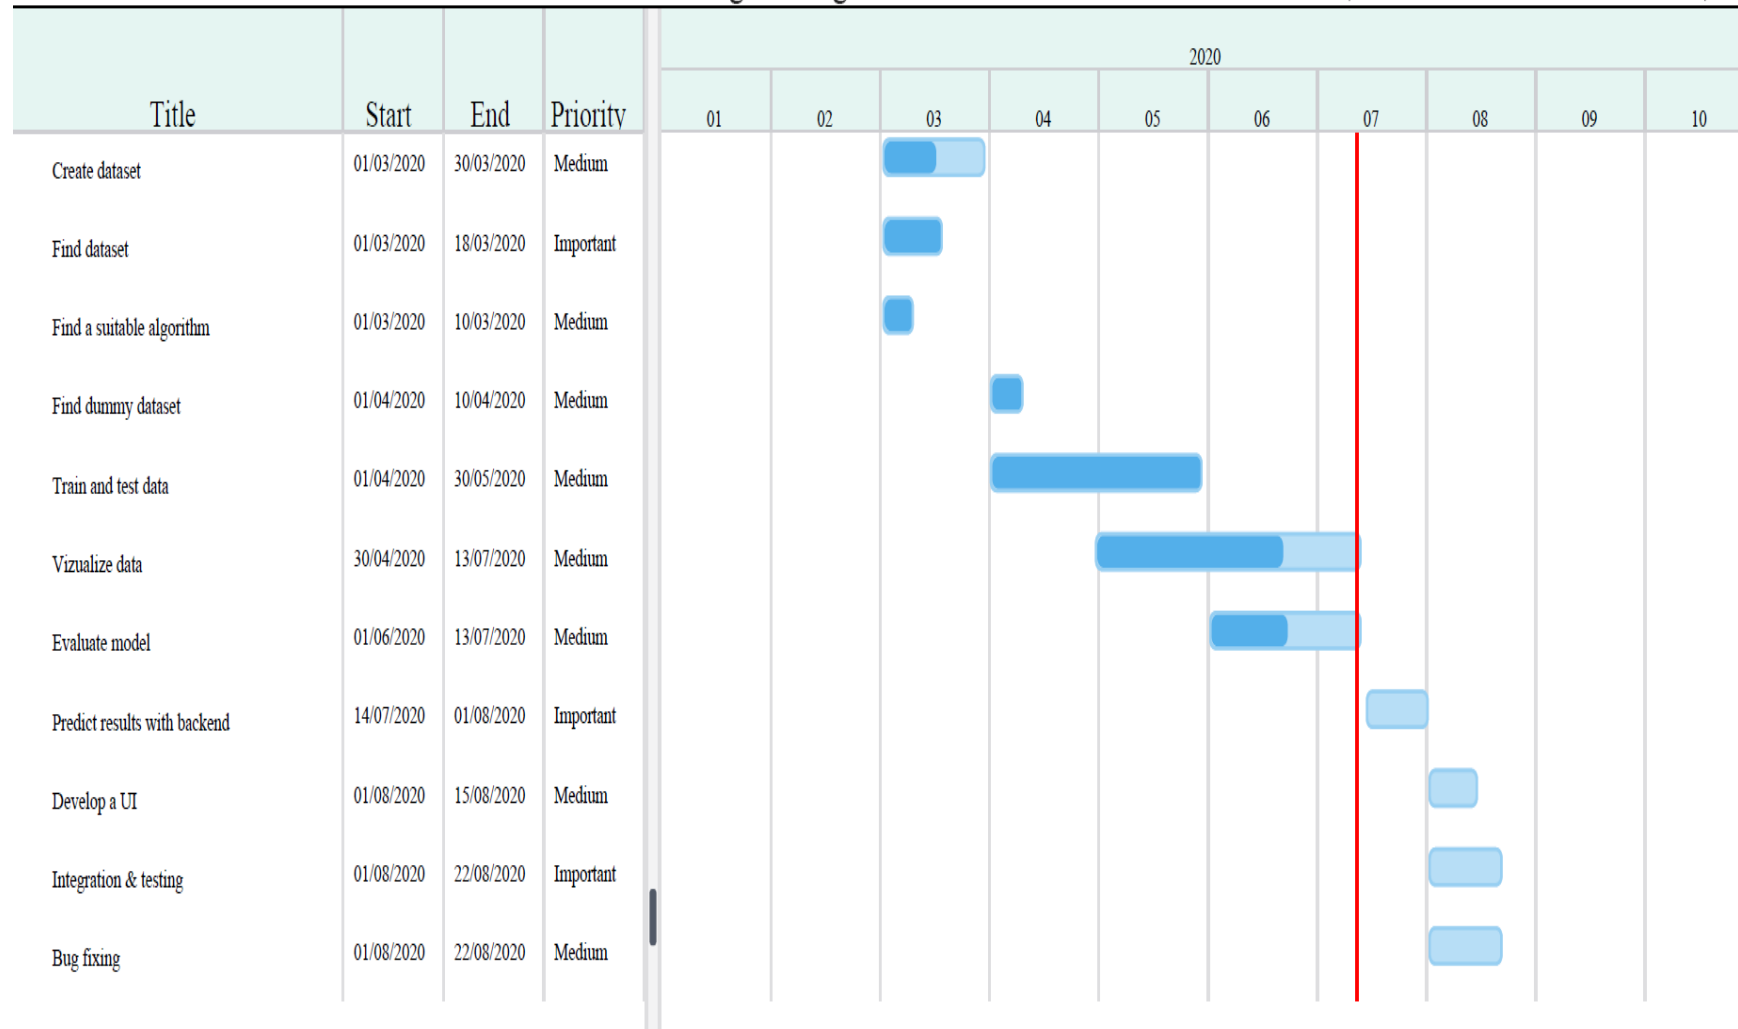 2020
Title Start End Priority 01 02 03 04 05 06 07 08 09 10
Create dataset 01/03/2020 30/03/2020 Medium
Find dataset 01/03/2020 18/03/2020 Important
Find a suitable algorithm 01/03/2020 10/03/2020 Medium
Find dummy dataset 01/04/2020 10/04/2020 Medium
Train and test data 01/04/2020 30/05/2020 Medium
Vizualize data 30/04/2020 13/07/2020 Medium
Evaluate model 01/06/2020 13/07/2020 Medium
Predict results with backend 14/07/2020 01/08/2020 Important
Develop a UI 01/08/2020 15/08/2020 Medium
Integration & testing 01/08/2020 22/08/2020 Important
Bug fixing 01/08/2020 22/08/2020 Medium